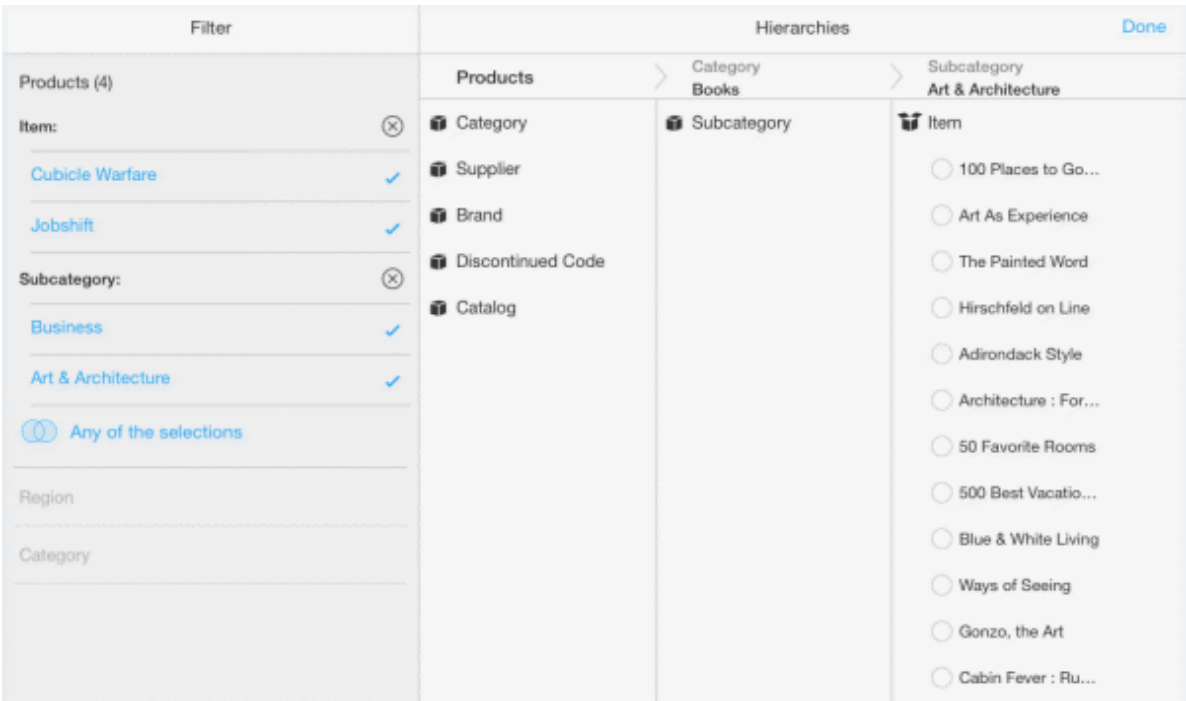 Filter
Hierarchies
Done
Products (4)
Item:
Cubicle Warfare
Jobshift
Subcategory:
Business
Art & Architecture
Any of the selections
Region
Category
Products
Category
Supplier
Brand
Discontinued Code
Catalog
Category
Books
Subcategory
Subcategory
Art & Architecture
Item
100 Places to Go...
Art As Experience
The Painted Word
Hirschfeld on Line
Adirondack Style
Architecture : For...
50 Favorite Rooms
500 Best Vacatio...
Blue & White Living
Ways of Seeing
Gonzo, the Art
Cabin Fever : Ru...